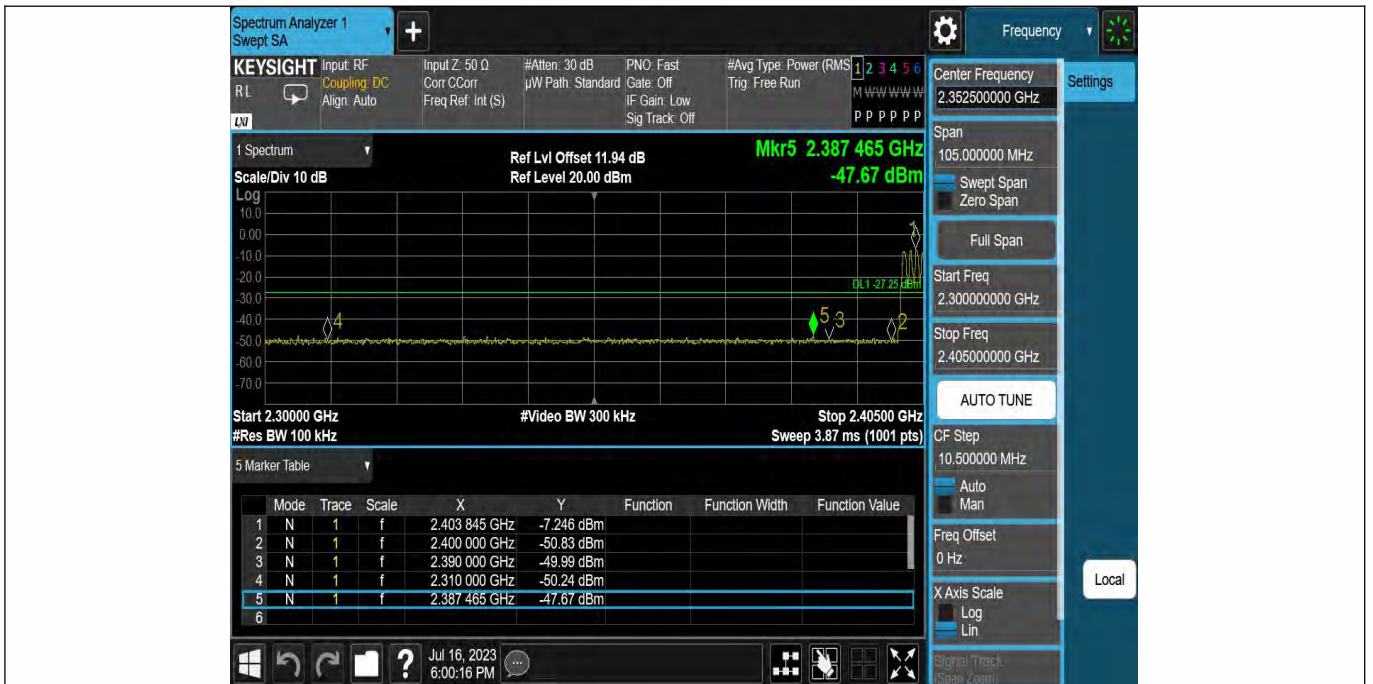 Spectrum Analyzer 1
Swept SA
+
Frequency
KEYSIGHT
RL
LXI
Input: RF
Coupling: DC
Align: Auto
Input Z: 50 Ω
Corr CCorr
Freq Ref: Int (S)
#Atten: 30 dB
µW Path: Standard
PNO: Fast
Gate: Off
IF Gain: Low
Sig Track: Off
#Avg Type: Power (RMS
Trig: Free Run
1 2 3 4 5 6
M W W W W W
P P P P P P
1 Spectrum
Scale/Div 10 dB
Ref Lvl Offset 11.94 dB
Ref Level 20.00 dBm
Mkr5 2.387 465 GHz
-47.67 dBm
Log
10.0
0.00
-10.0
-20.0
-30.0
-40.0
-50.0
-60.0
-70.0
1
DL1 -27.25 dBm
4
5
3
2
Start 2.30000 GHz
#Video BW 300 kHz
Stop 2.40500 GHz
#Res BW 100 kHz
Sweep 3.87 ms (1001 pts)
5 Marker Table
Mode Trace Scale X Y Function Function Width Function Value
1 N 1 f 2.403 845 GHz -7.246 dBm
2 N 1 f 2.400 000 GHz -50.83 dBm
3 N 1 f 2.390 000 GHz -49.99 dBm
4 N 1 f 2.310 000 GHz -50.24 dBm
5 N 1 f 2.387 465 GHz -47.67 dBm
6
?
Jul 16, 2023
6:00:16 PM
Center Frequency
2.352500000 GHz
Settings
Span
105.000000 MHz
Swept Span
Zero Span
Full Span
Start Freq
2.300000000 GHz
Stop Freq
2.405000000 GHz
AUTO TUNE
CF Step
10.500000 MHz
Auto
Man
Freq Offset
0 Hz
Local
X Axis Scale
Log
Lin
Signal Track
(Span Zoom)